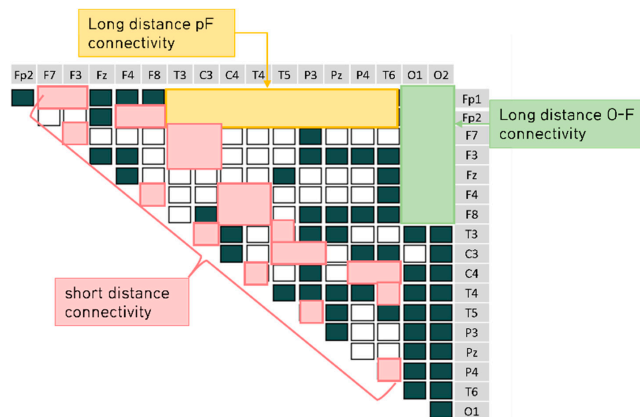 Long distance pF
connectivity
Fp2 F7 F3 Fz F4 F8 T3 C3 C4 T4 T5 P3 Pz P4 T6 O1 O2
Fp1
Fp2
Long distance O-F
connectivity
F7
F3
Fz
F4
F8
T3
C3
C4
short distance
connectivity
T4
T5
P3
Pz
P4
T6
O1